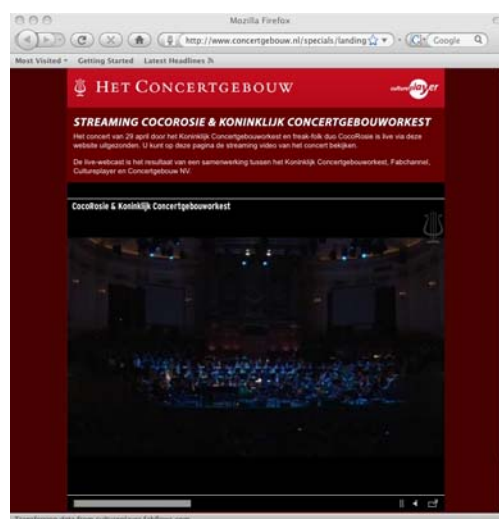 Mozilla Firefox
http://www.concertgebouw.nl/specials/landing
Google
Most Visited
Getting Started
Latest Headlines
HET CONCERTGEBOUW
cultureplayer
STREAMING COCOROSIE & KONINKLIJK CONCERTGEBOUWORKEST
Het concert van 29 april door het Koninklijk Concertgebouworkest en freak-folk duo CocoRosie is live via deze
website uitgezonden. U kunt op deze pagina de streaming video van het concert bekijken.
De live-webcast is het resultaat van een samenwerking tussen het Koninklijk Concertgebouworkest, Fabchannel,
Cultureplayer en Concertgebouw NV.
CocoRosie & Koninklijk Concertgebouworkest